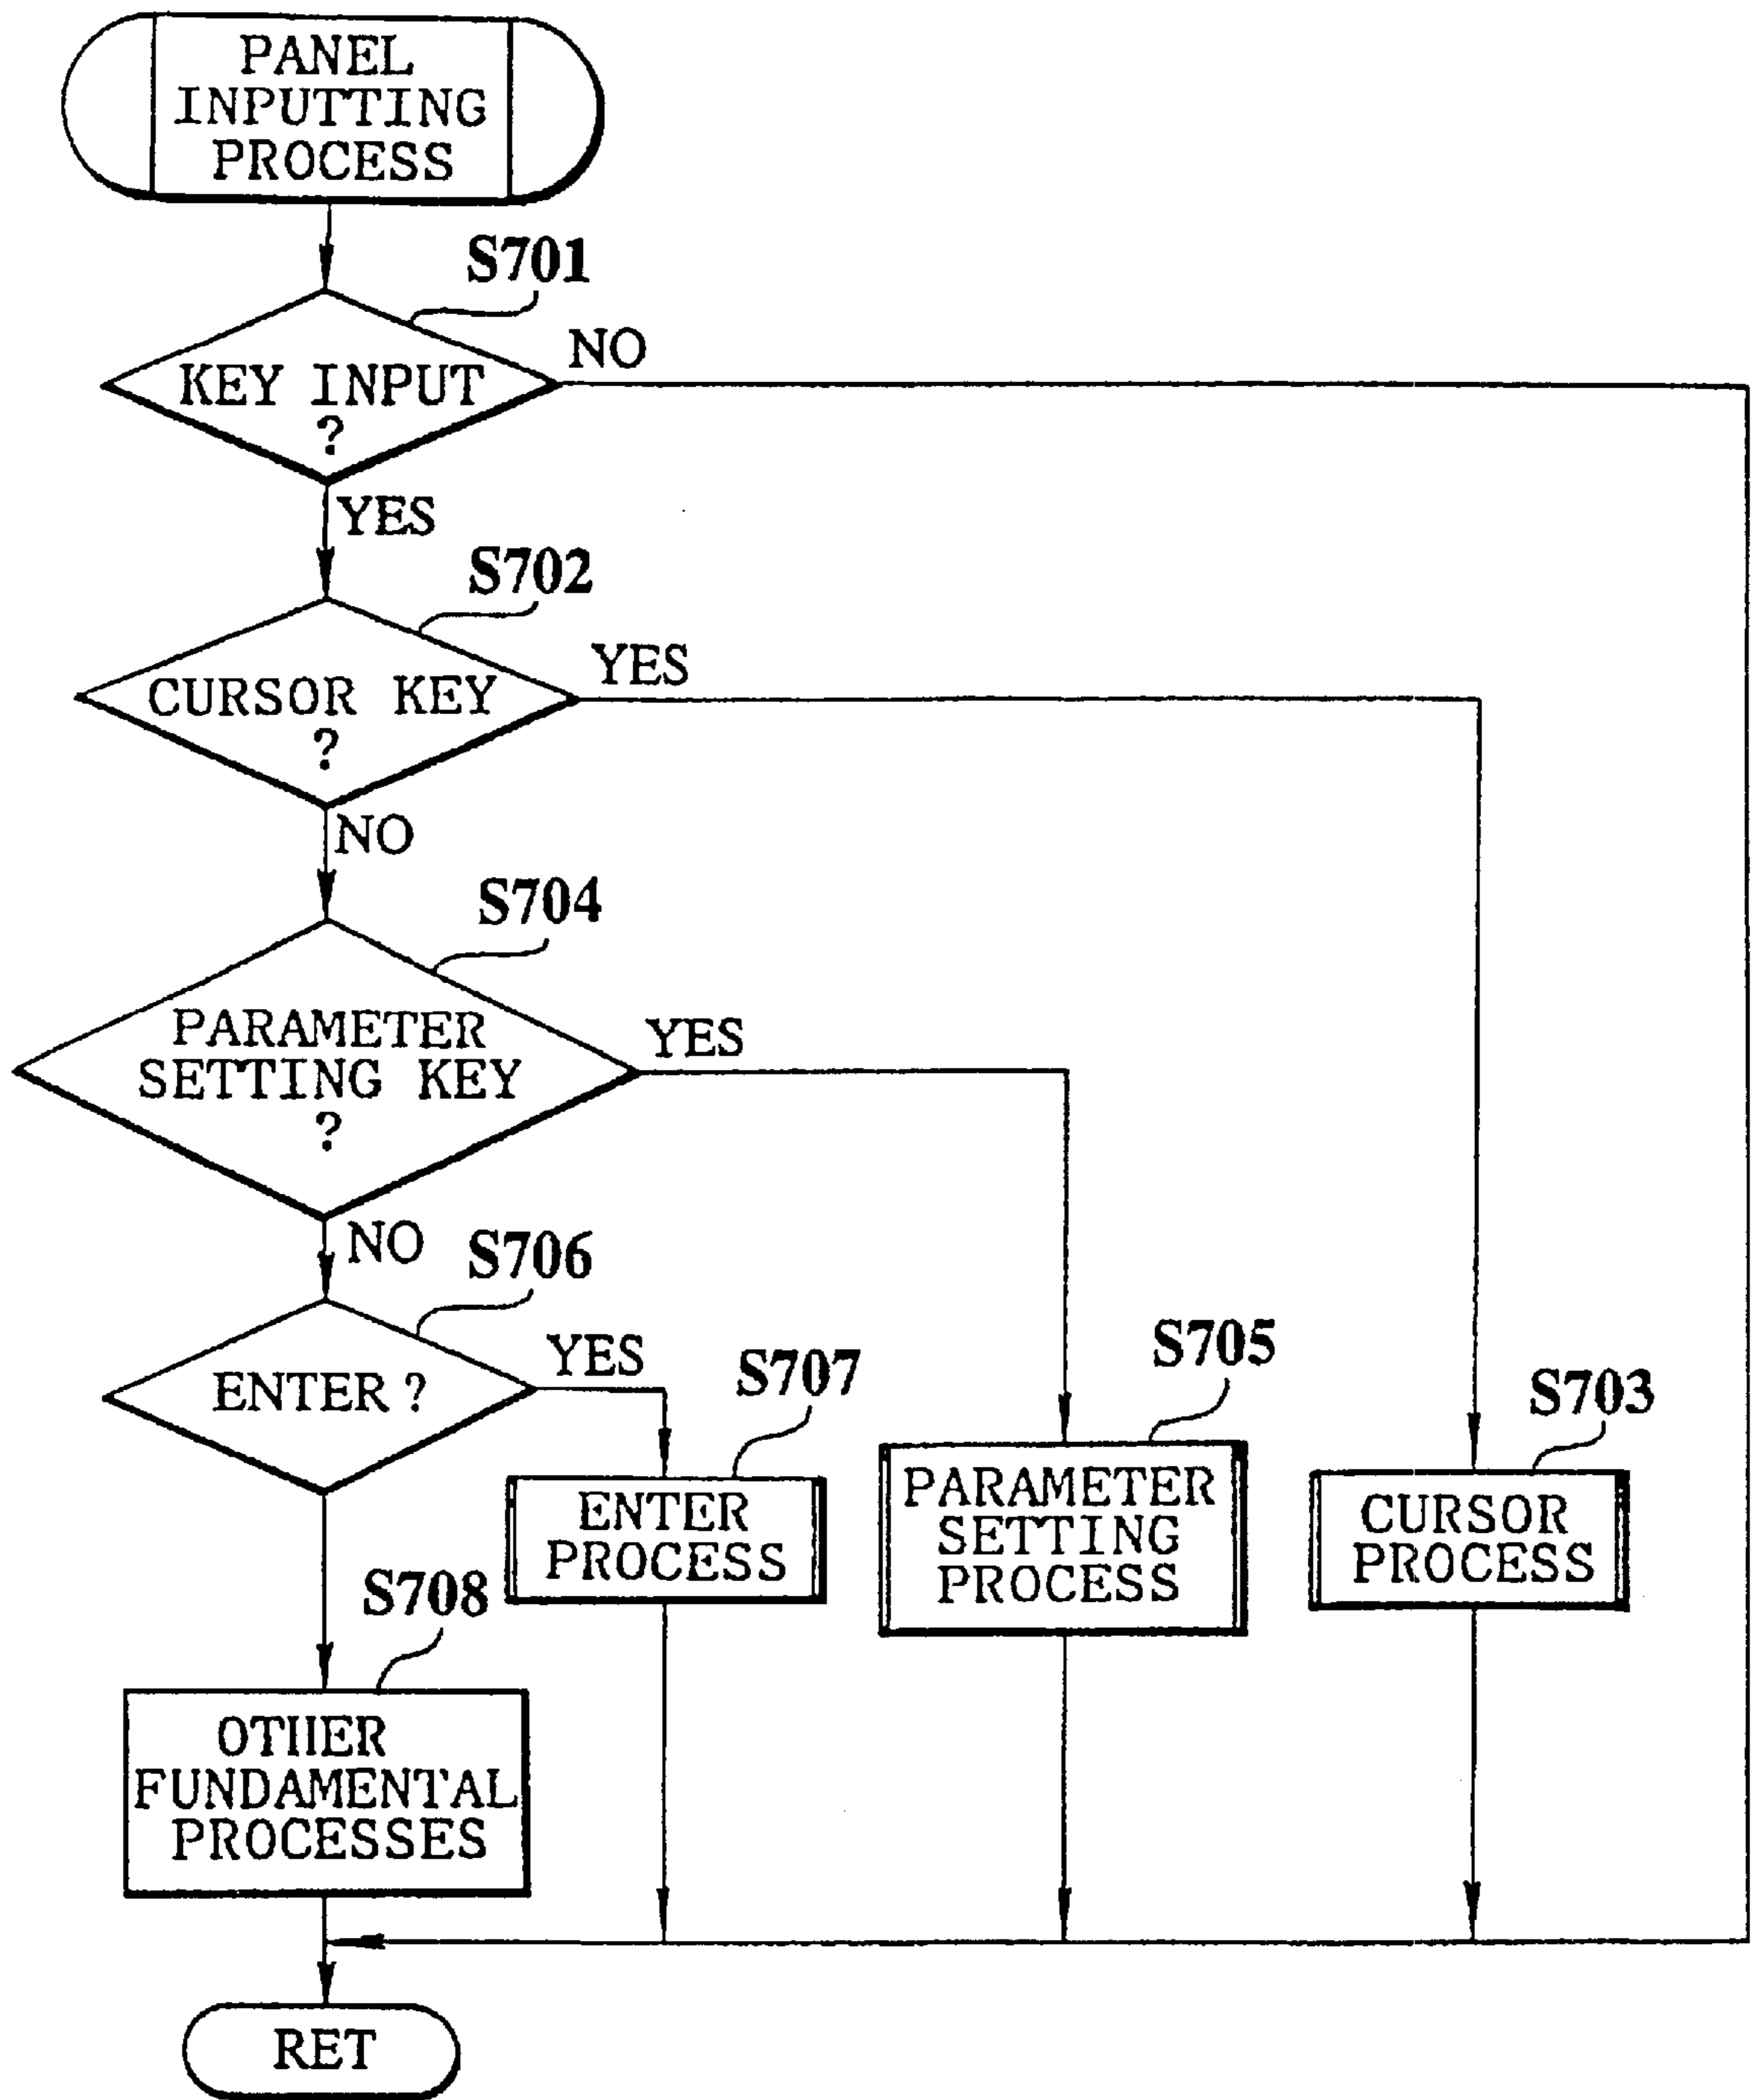 PANEL
INPUTTING
PROCESS
S701
KEY INPUT
?
NO
YES
S702
CURSOR KEY
?
YES
NO
S704
PARAMETER
SETTING KEY
?
YES
NO
S706
ENTER ?
YES
S707
ENTER
PROCESS
S705
PARAMETER
SETTING
PROCESS
S703
CURSOR
PROCESS
S708
OTHER
FUNDAMENTAL
PROCESSES
RET